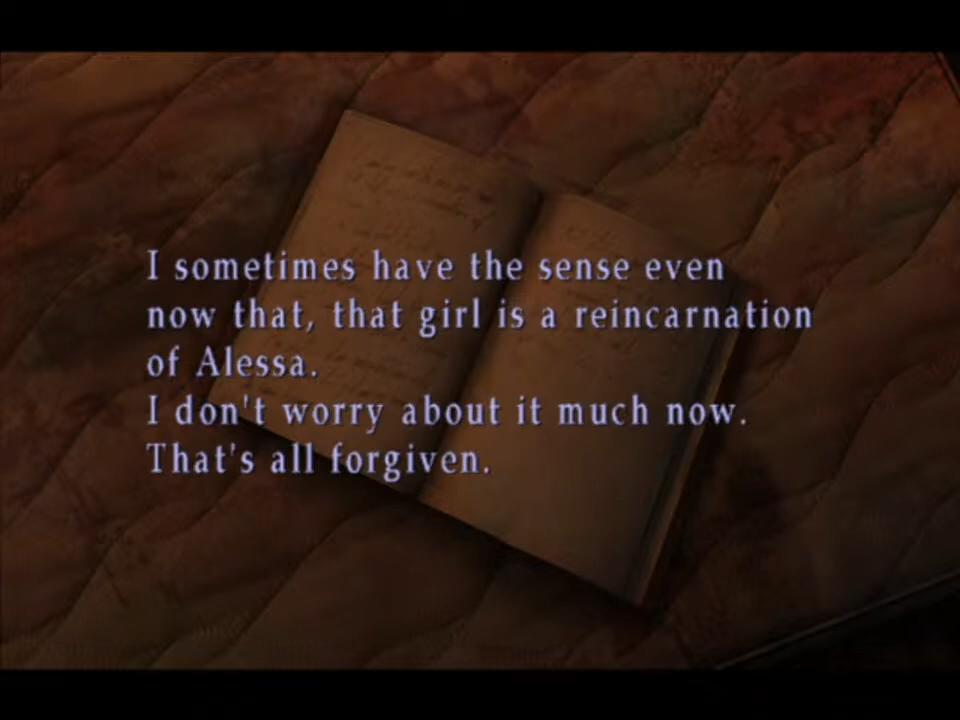 I sometimes have the sense even
now that, that girl is a reincarnation
of Alessa.
I don't worry about it much now.
That's all forgiven.